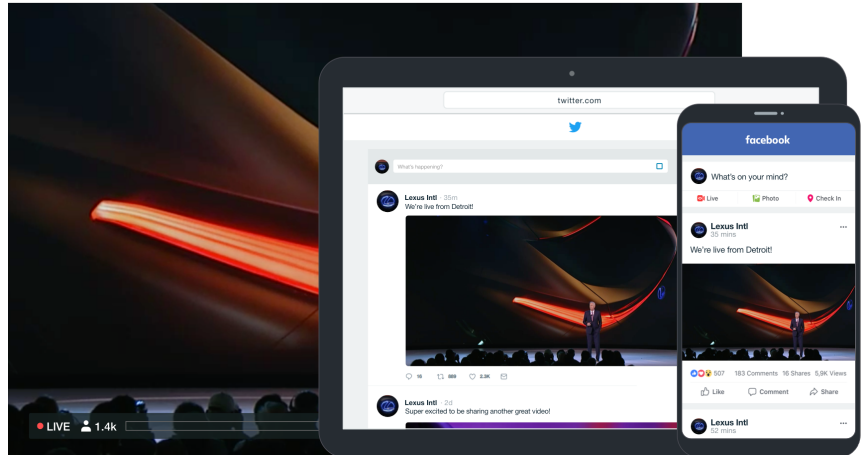 LIVE 1.4k
twitter.com
What's happening?
Lexus Intl · 35m
We're live from Detroit!
16 555 2.3K
Lexus Intl · 2d
Super excited to be sharing another great video!
facebook
What's on your mind?
Live Photo Check In
Lexus Intl
35 mins
We're live from Detroit!
507 183 Comments 16 Shares 5,9K Views
Like Comment Share
Lexus Intl
52 mins